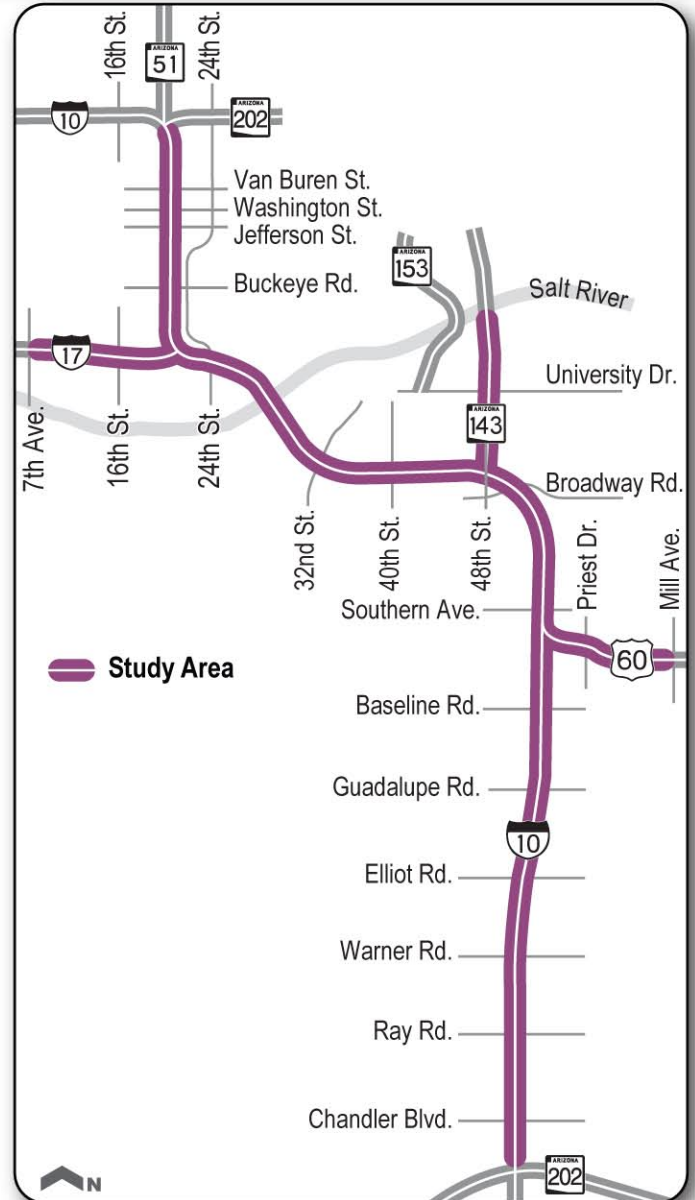 16th St.
ARIZONA
51
24th St.
10
ARIZONA
202
Van Buren St.
Washington St.
Jefferson St.
ARIZONA
153
Buckeye Rd.
Salt River
17
University Dr.
7th Ave.
16th St.
24th St.
ARIZONA
143
Broadway Rd.
32nd St.
40th St.
48th St.
Priest Dr.
Mill Ave.
Southern Ave.
Study Area
60
Baseline Rd.
Guadalupe Rd.
10
Elliot Rd.
Warner Rd.
Ray Rd.
Chandler Blvd.
N
ARIZONA
202